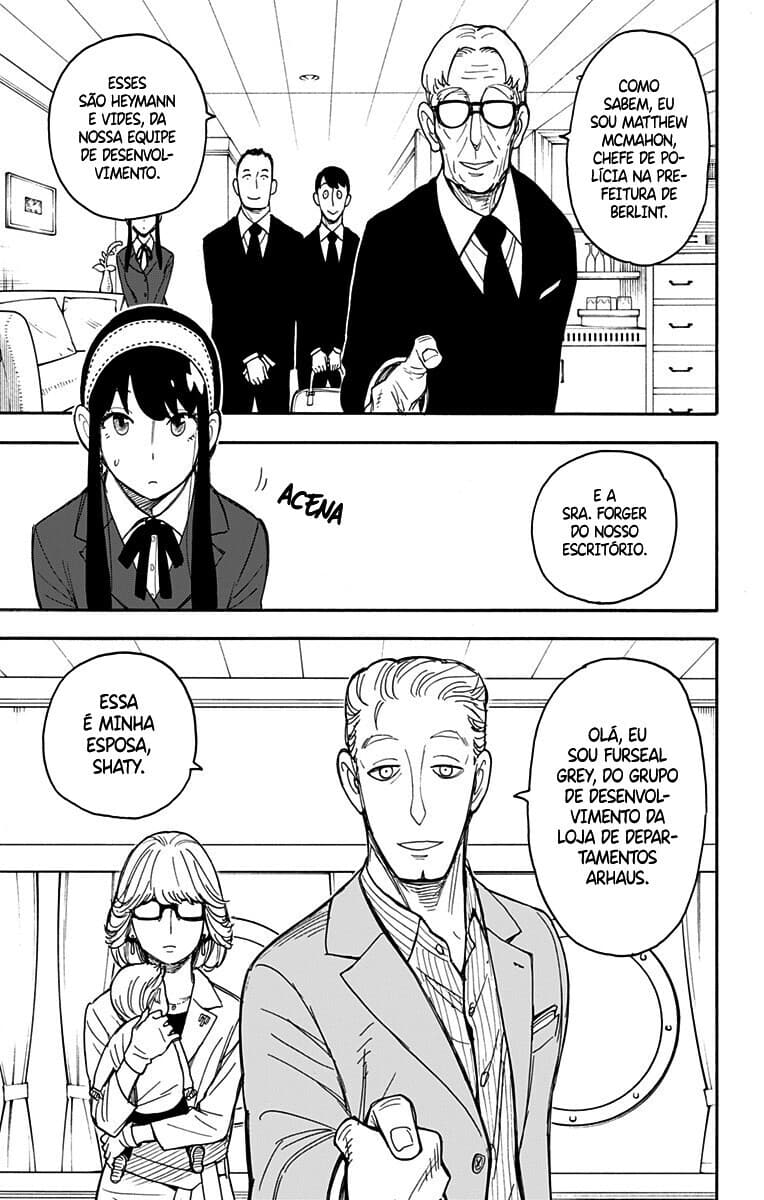 COMO
SABEM, EU
SOU MATTHEW
MCMAHON,
CHEFE DE PO-
LÍCIA NA PRE-
FEITURA DE
BERLINT.
ESSES
SÃO HEYMANN
E VIDES, DA
NOSSA EQUIPE
DE DESENVOL-
VIMENTO.
E A
SRA. FORGER
DO NOSSO
ESCRITÓRIO.
ACENA
OLÁ, EU
SOU FURSEAL
GREY, DO GRUPO
DE DESENVOL-
VIMENTO DA
LOJA DE DEPAR-
TAMENTOS
ARHAUS.
ESSA
É MINHA
ESPOSA,
SHATY.